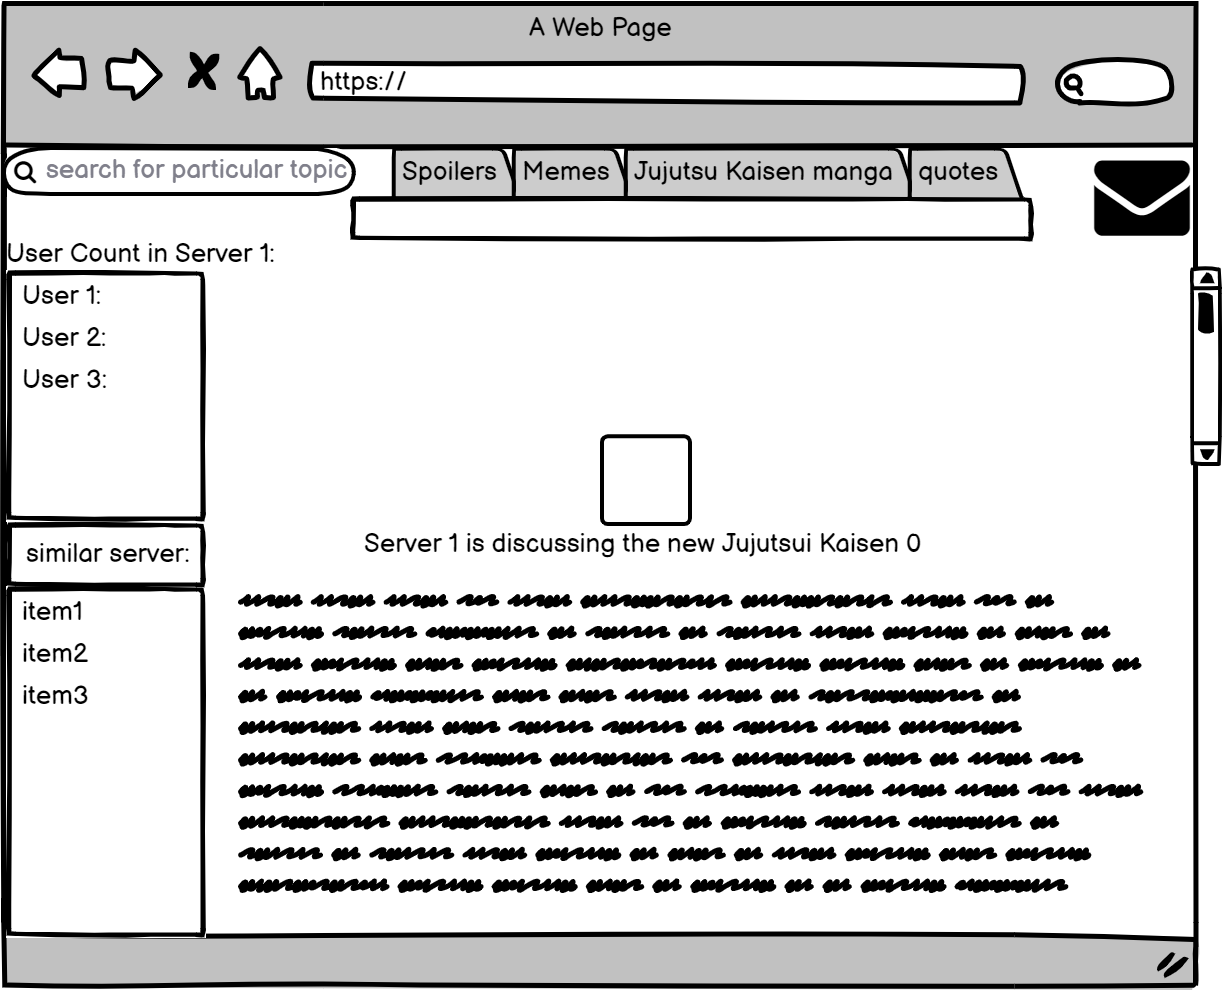 A Web Page
https://
search for particular topic
Spoilers
Memes
Jujutsu Kaisen manga
quotes
User Count in Server 1:
User 1:
User 2:
User 3:
similar server:
item1
item2
item3
Server 1 is discussing the new Jujutsui Kaisen 0